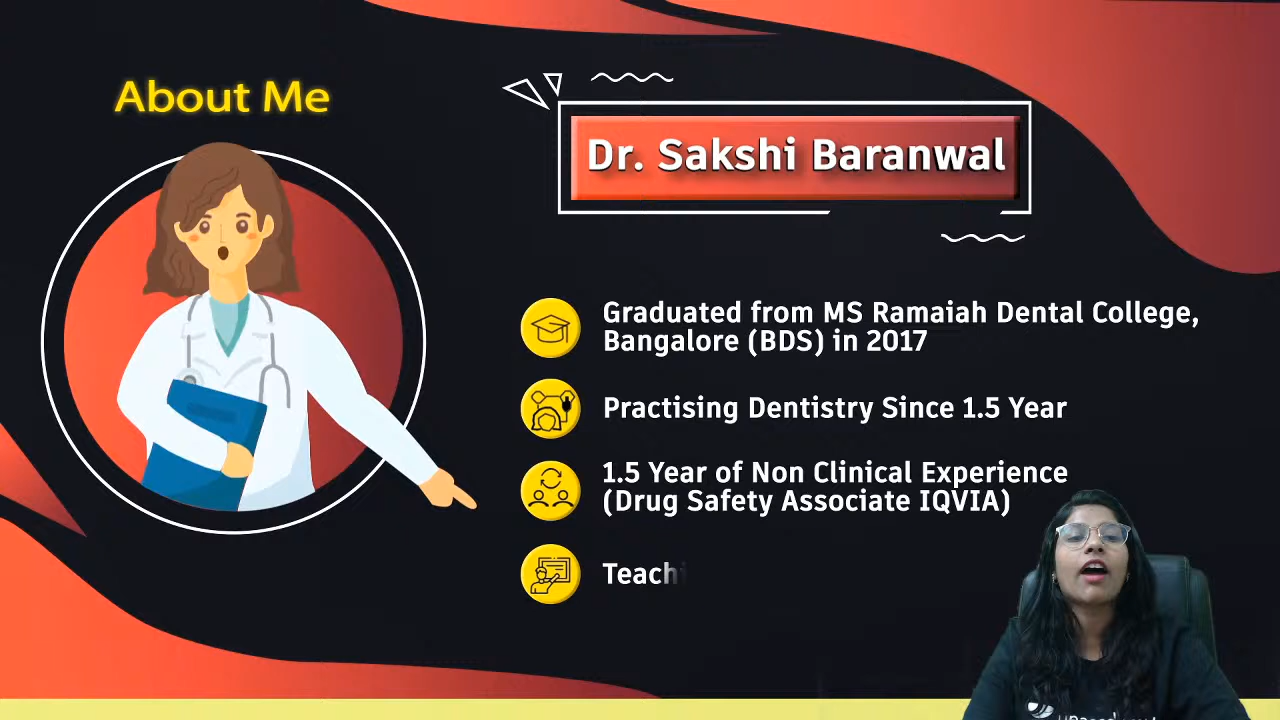 About Me
Dr. Sakshi Baranwal
Graduated from MS Ramaiah Dental College,
Bangalore (BDS) in 2017
Practising Dentistry Since 1.5 Year
1.5 Year of Non Clinical Experience
(Drug Safety Associate IQVIA)